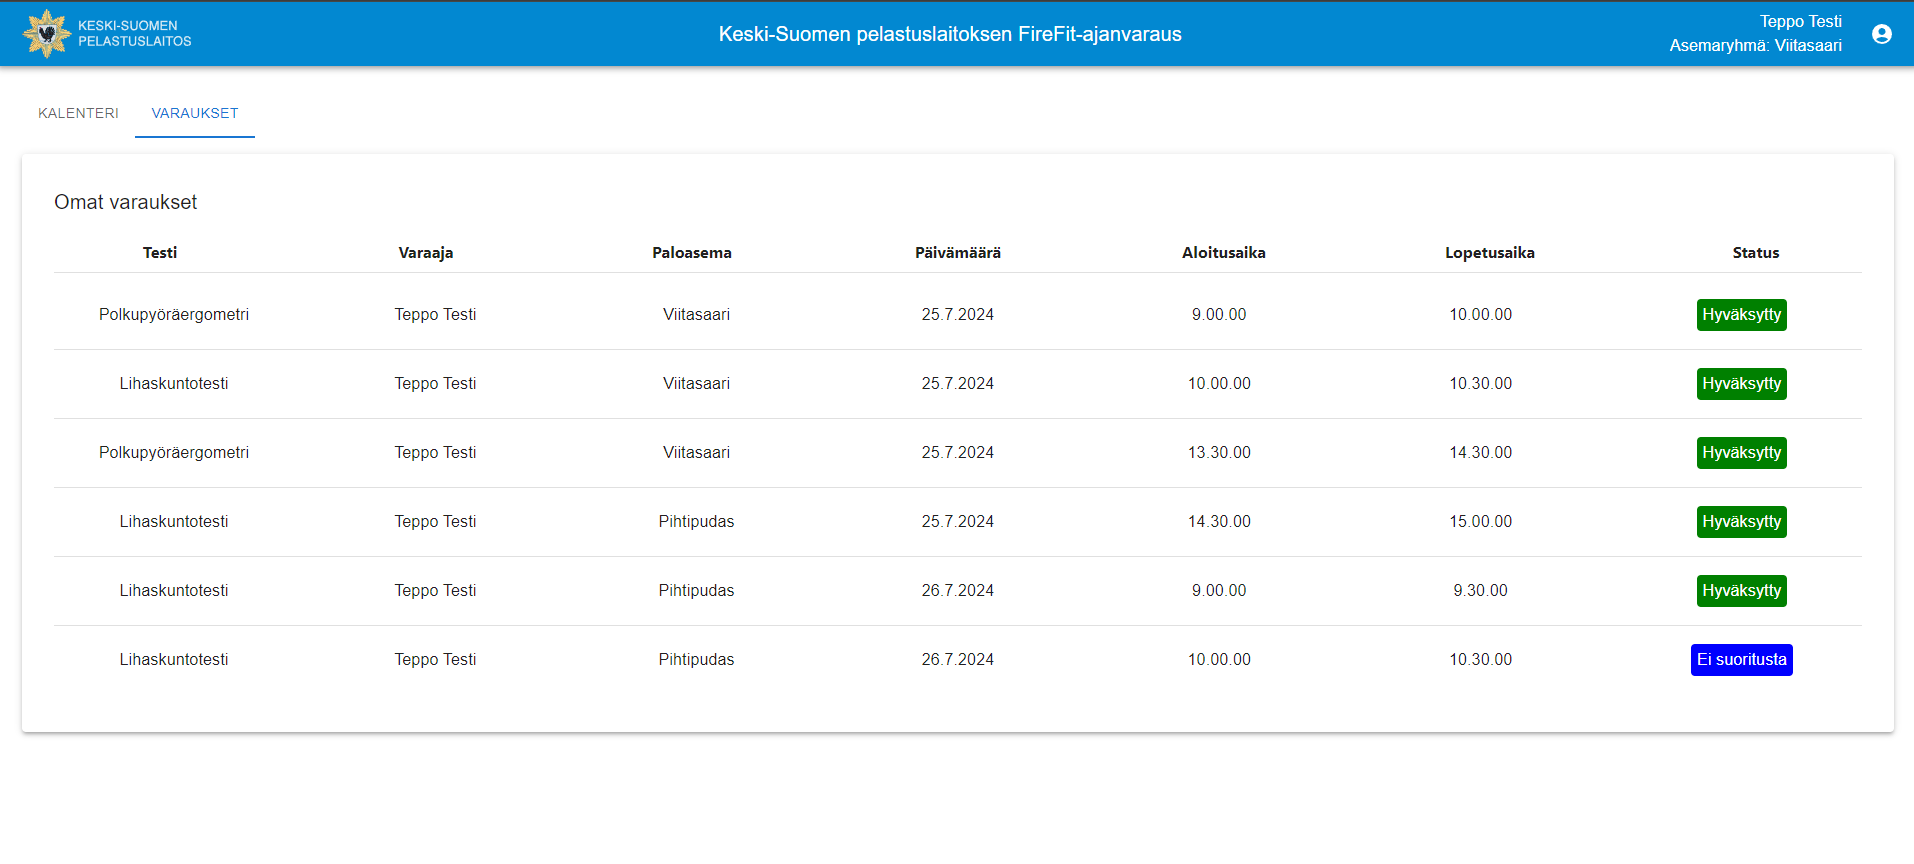 KESKI-SUOMEN
PELASTUSLAITOS
Keski-Suomen pelastuslaitoksen FireFit-ajanvaraus
Teppo Testi
Asemaryhmä: Viitasaari
KALENTERI VARAUKSET
Omat varaukset
Testi Varaaja Paloasema Päivämäärä Aloitusaika Lopetusaika Status
Polkupyöräergometri Teppo Testi Viitasaari 25.7.2024 9.00.00 10.00.00 Hyväksytty
Lihaskuntotesti Teppo Testi Viitasaari 25.7.2024 10.00.00 10.30.00 Hyväksytty
Polkupyöräergometri Teppo Testi Viitasaari 25.7.2024 13.30.00 14.30.00 Hyväksytty
Lihaskuntotesti Teppo Testi Pihtipudas 25.7.2024 14.30.00 15.00.00 Hyväksytty
Lihaskuntotesti Teppo Testi Pihtipudas 26.7.2024 9.00.00 9.30.00 Hyväksytty
Lihaskuntotesti Teppo Testi Pihtipudas 26.7.2024 10.00.00 10.30.00 Ei suoritusta